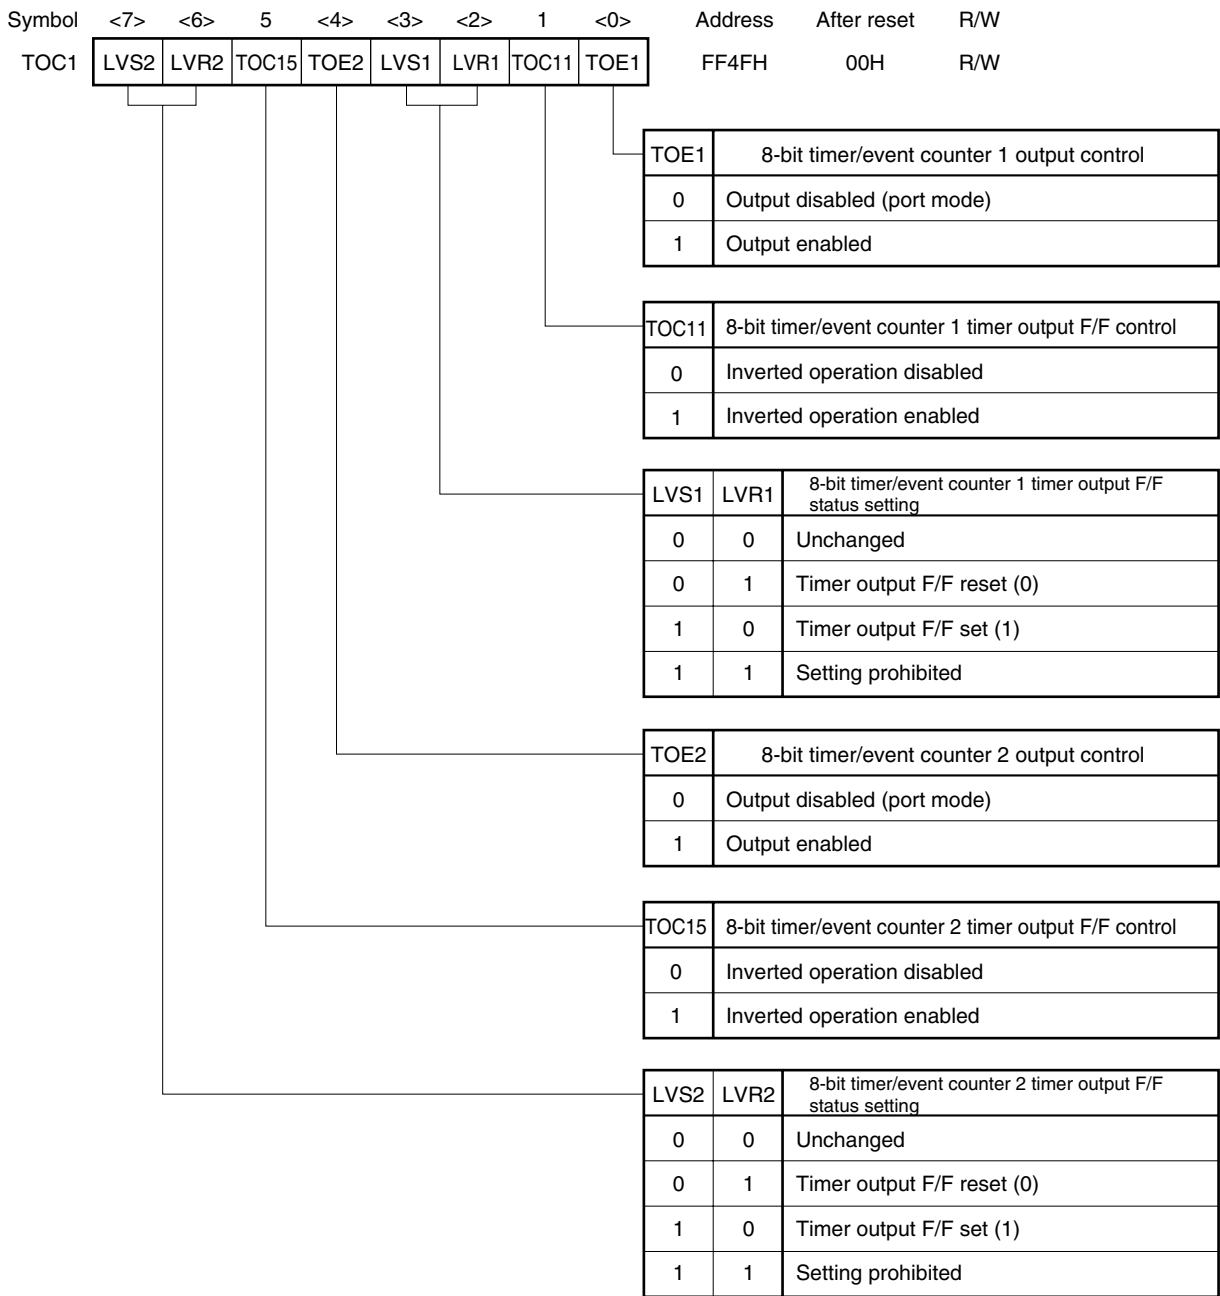 Symbol <7> <6> 5 <4> <3> <2> 1 <0> Address After reset R/W
TOC1 LVS2 LVR2 TOC15 TOE2 LVS1 LVR1 TOC11 TOE1 FF4FH 00H R/W
TOE1 8-bit timer/event counter 1 output control
0 Output disabled (port mode)
1 Output enabled
TOC11 8-bit timer/event counter 1 timer output F/F control
0 Inverted operation disabled
1 Inverted operation enabled
LVS1 LVR1 8-bit timer/event counter 1 timer output F/F
status setting
0 0 Unchanged
0 1 Timer output F/F reset (0)
1 0 Timer output F/F set (1)
1 1 Setting prohibited
TOE2 8-bit timer/event counter 2 output control
0 Output disabled (port mode)
1 Output enabled
TOC15 8-bit timer/event counter 2 timer output F/F control
0 Inverted operation disabled
1 Inverted operation enabled
LVS2 LVR2 8-bit timer/event counter 2 timer output F/F
status setting
0 0 Unchanged
0 1 Timer output F/F reset (0)
1 0 Timer output F/F set (1)
1 1 Setting prohibited